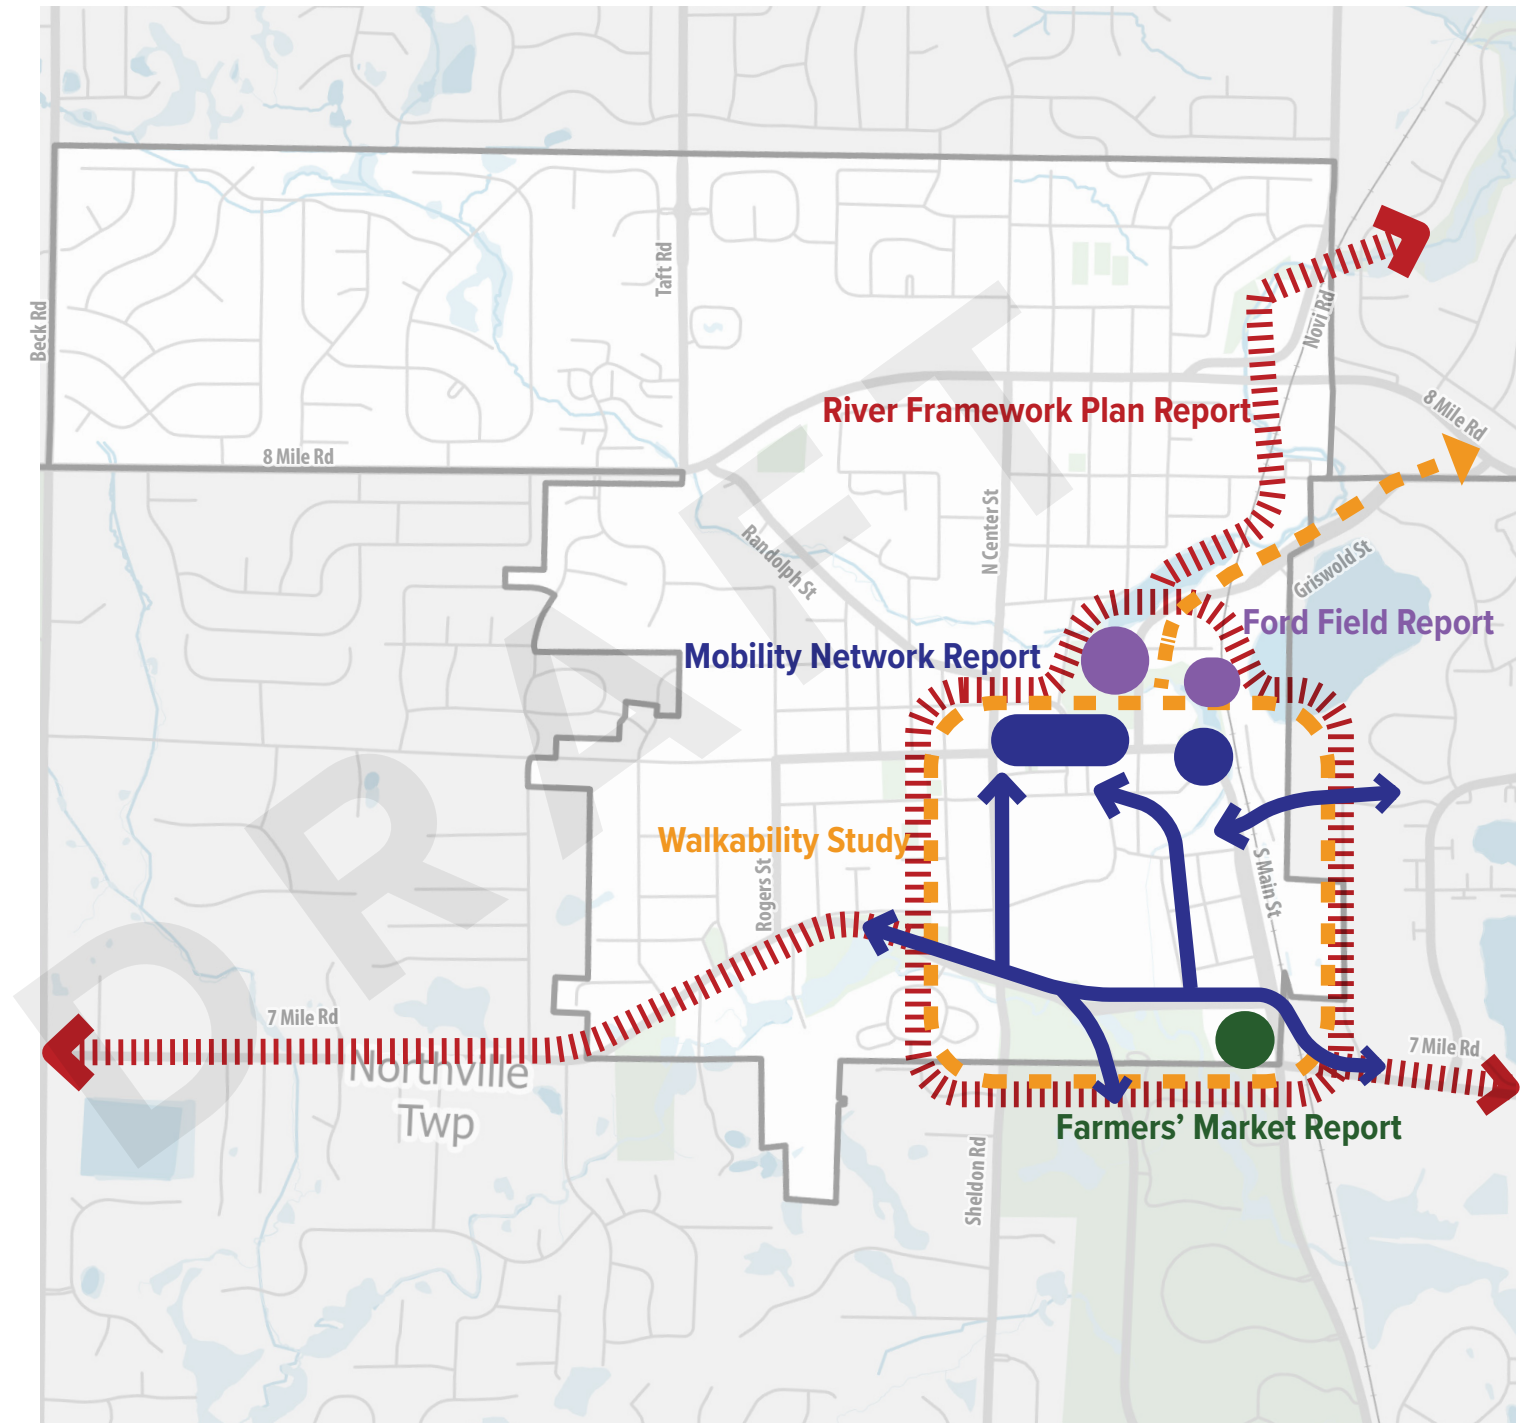 Taft Rd
Beck Rd
Novi Rd
River Framework Plan Report
8 Mile Rd
8 Mile Rd
N Center St
Randolph St
Griswold St
Ford Field Report
Mobility Network Report
Walkability Study
Rogers St
S Main St
7 Mile Rd
7 Mile Rd
Northville
Twp
Farmers’ Market Report
Sheldon Rd
DRAFT